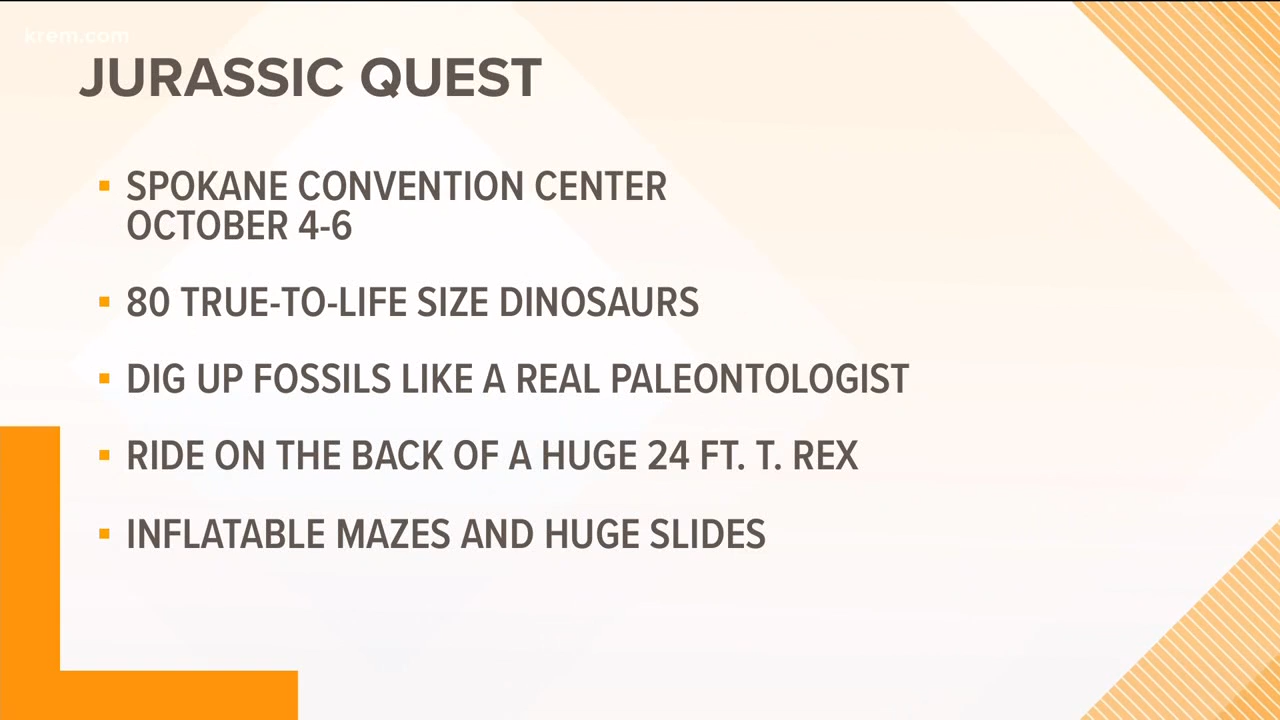 krem.com
JURASSIC QUEST
▪ SPOKANE CONVENTION CENTER
OCTOBER 4-6
▪ 80 TRUE-TO-LIFE SIZE DINOSAURS
▪ DIG UP FOSSILS LIKE A REAL PALEONTOLOGIST
▪ RIDE ON THE BACK OF A HUGE 24 FT. T. REX
▪ INFLATABLE MAZES AND HUGE SLIDES